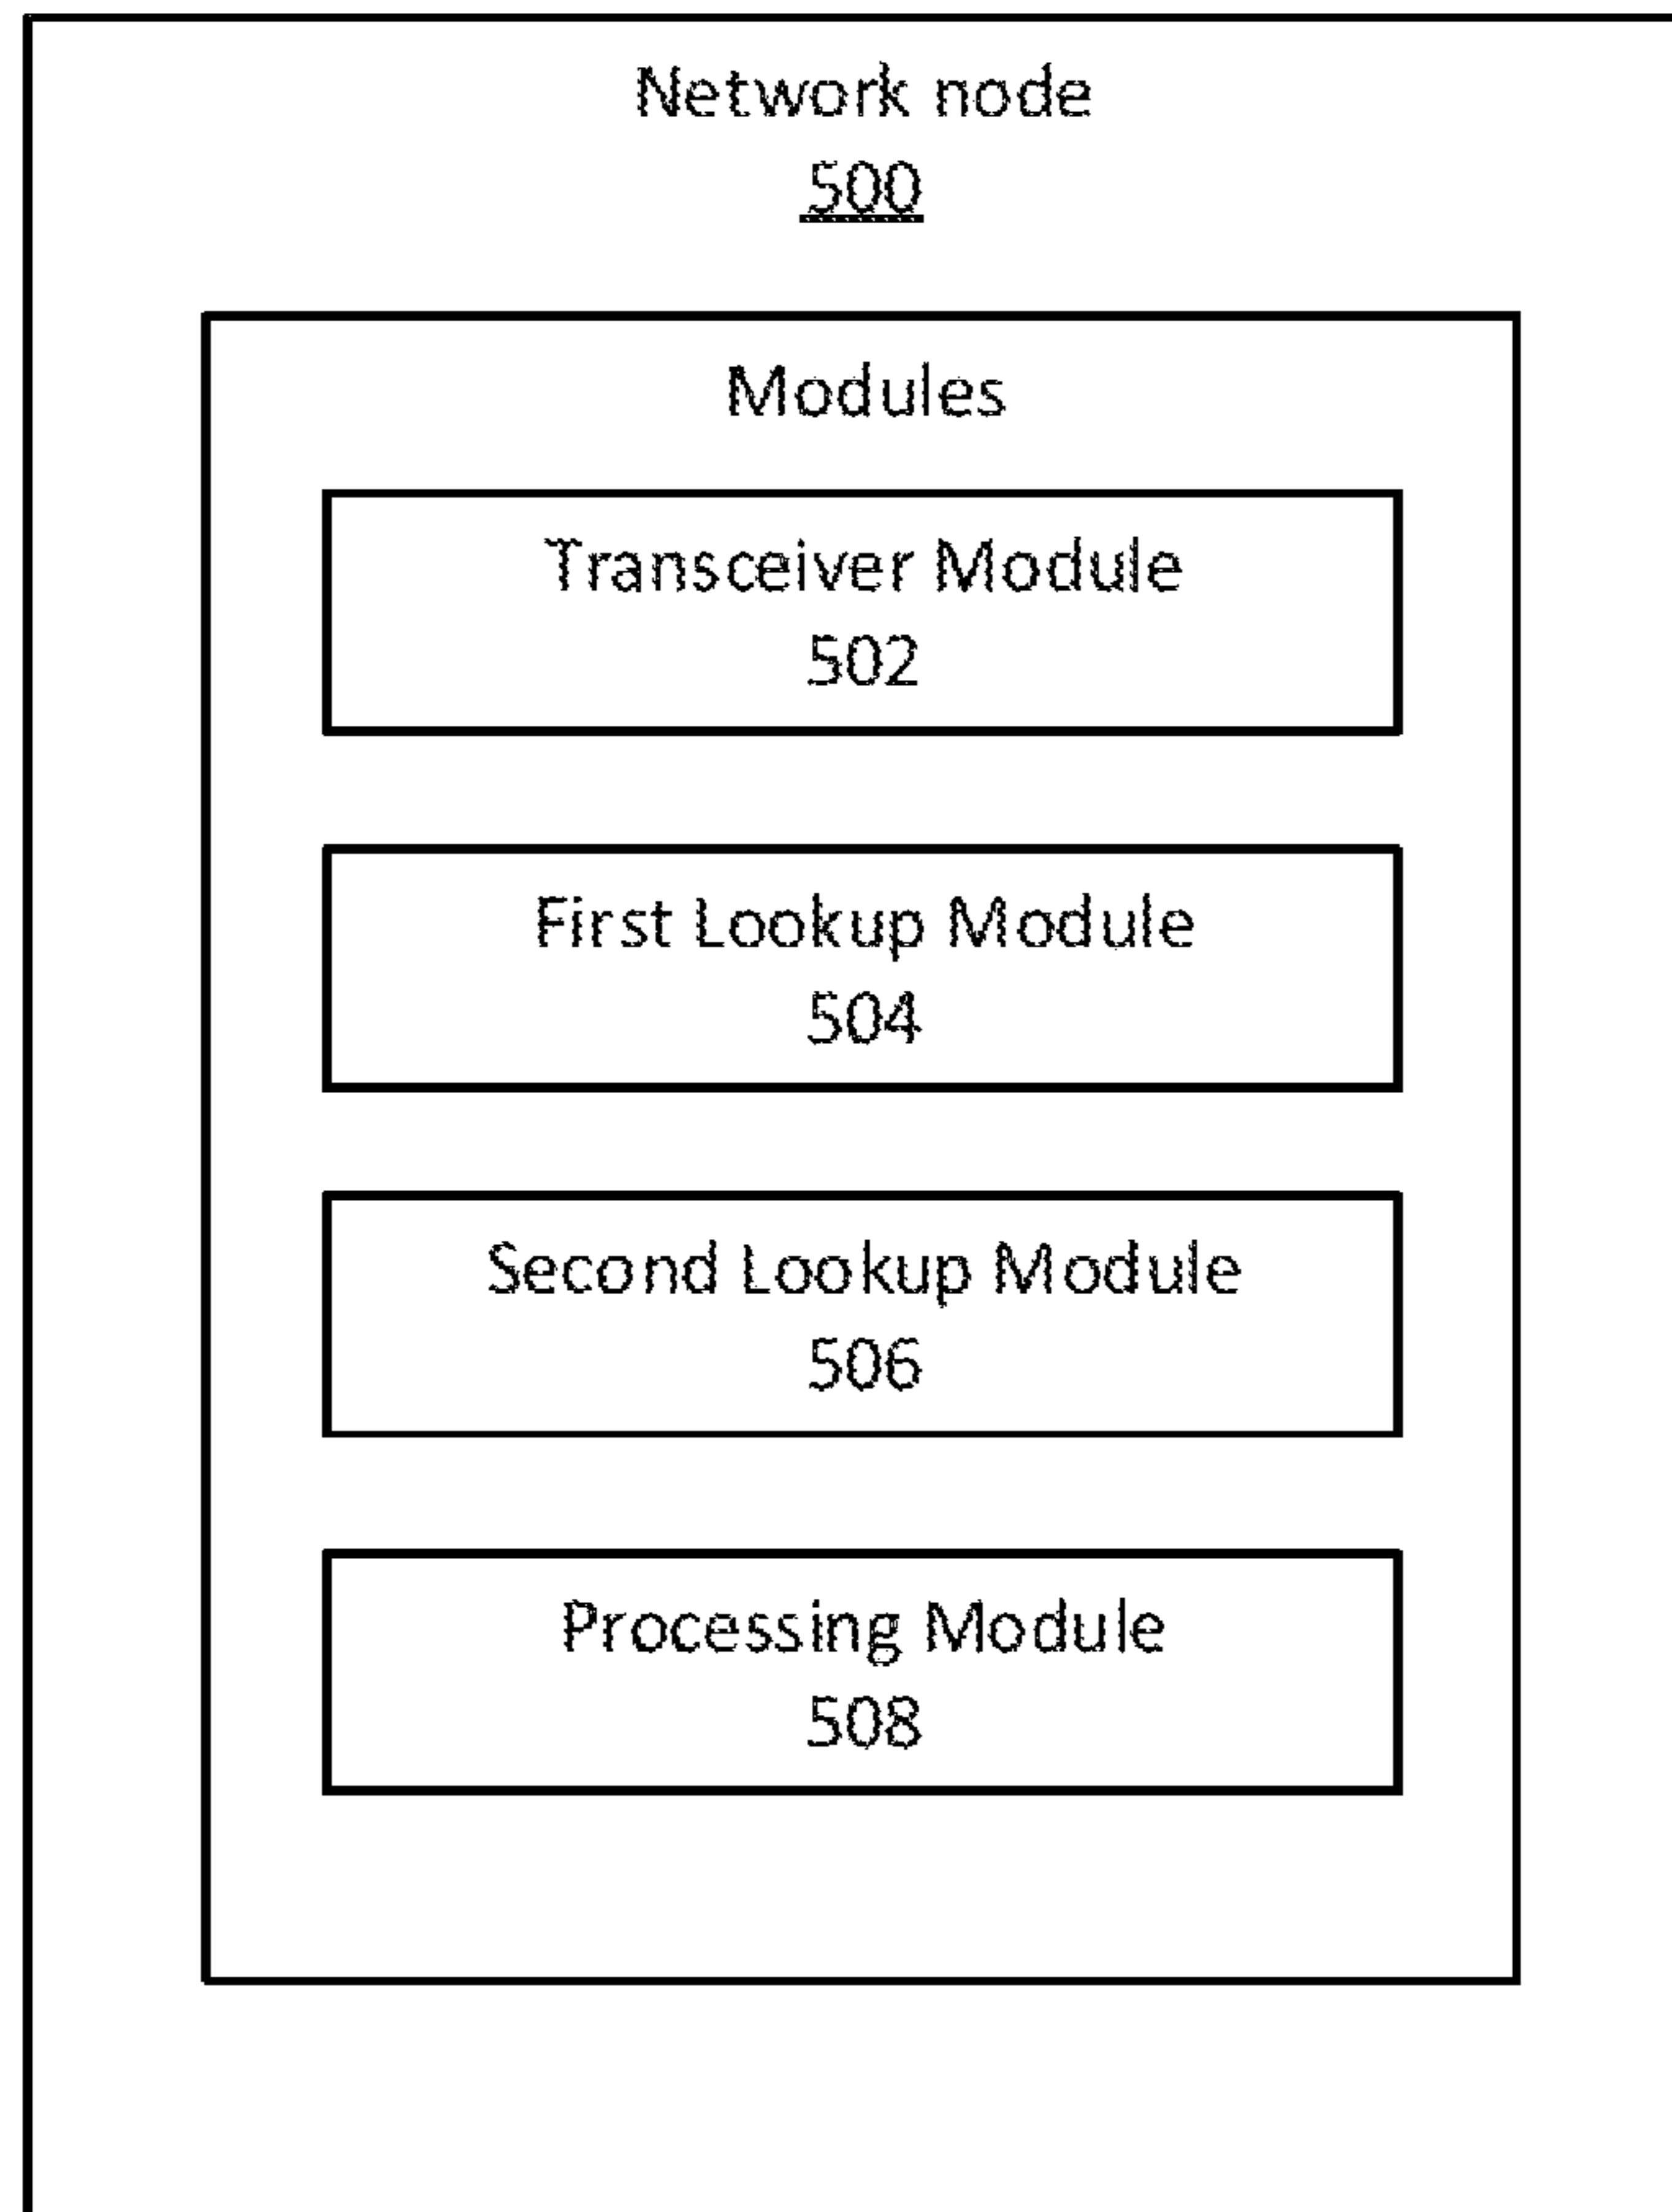 Network node
500
Modules
Transceiver Module
502
First Lookup Module
504
Second Lookup Module
506
Processing Module
508